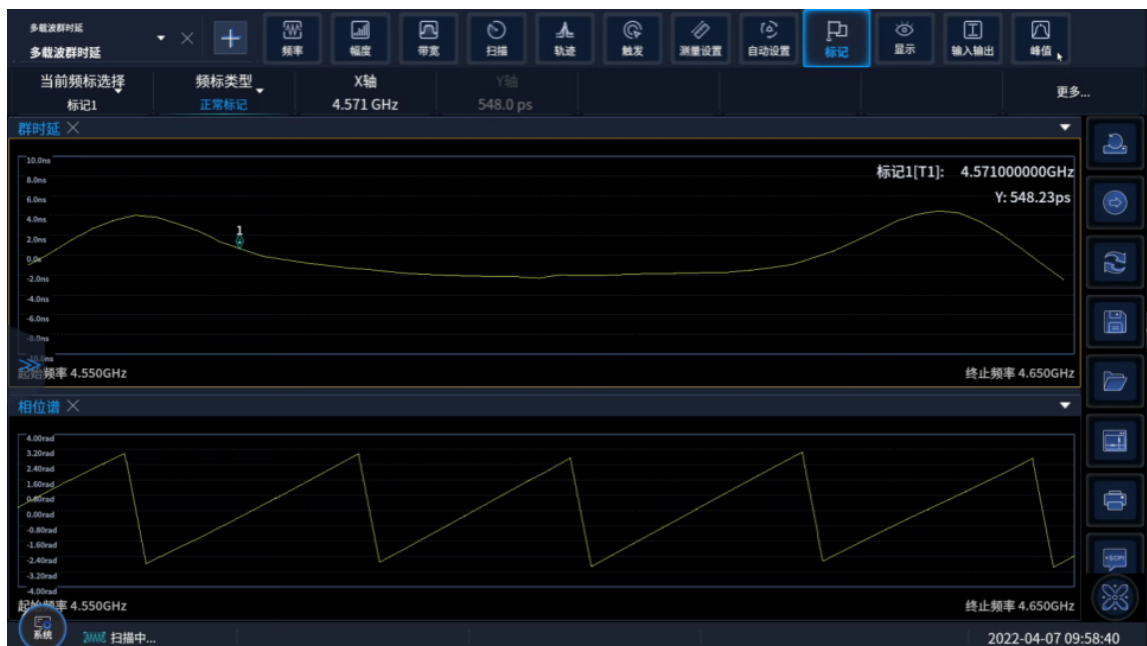 多载波群时延
多载波群时延
频率
幅度
带宽
扫描
轨迹
触发
测量设置
自动设置
标记
显示
输入输出
峰值
当前频标选择
标记1
频标类型
正常标记
X轴
4.571 GHz
Y轴
548.0 ps
更多...
群时延
10.0ns
8.0ns
6.0ns
4.0ns
2.0ns
0.0s
-2.0ns
-4.0ns
-6.0ns
-8.0ns
-10.0ns
标记1[T1]: 4.571000000GHz
Y: 548.23ps
1
起始频率 4.550GHz
终止频率 4.650GHz
相位谱
4.00rad
3.20rad
2.40rad
1.60rad
0.80rad
0.00rad
-0.80rad
-1.60rad
-2.40rad
-3.20rad
-4.00rad
起始频率 4.550GHz
终止频率 4.650GHz
系统
扫描中...
2022-04-07 09:58:40